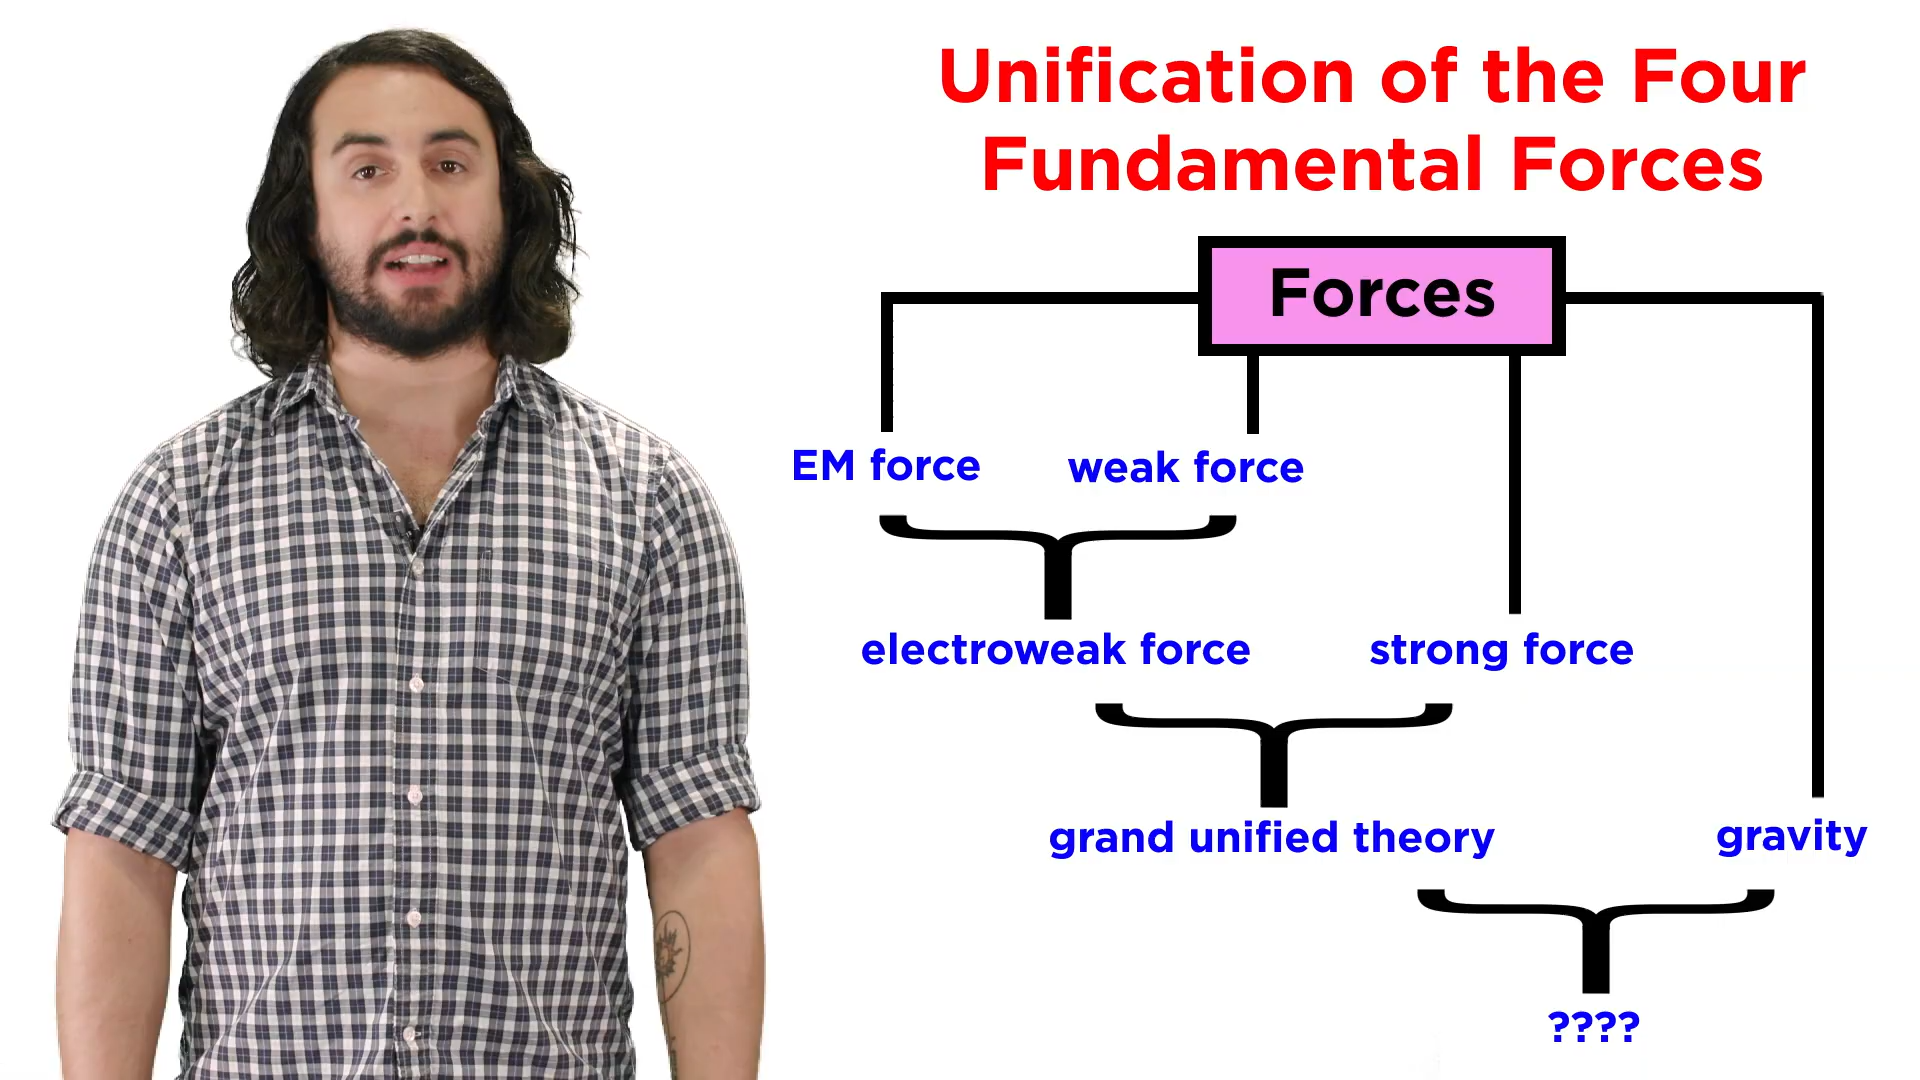 Unification of the Four
Fundamental Forces
Forces
EM force
weak force
electroweak force
strong force
grand unified theory
gravity
????